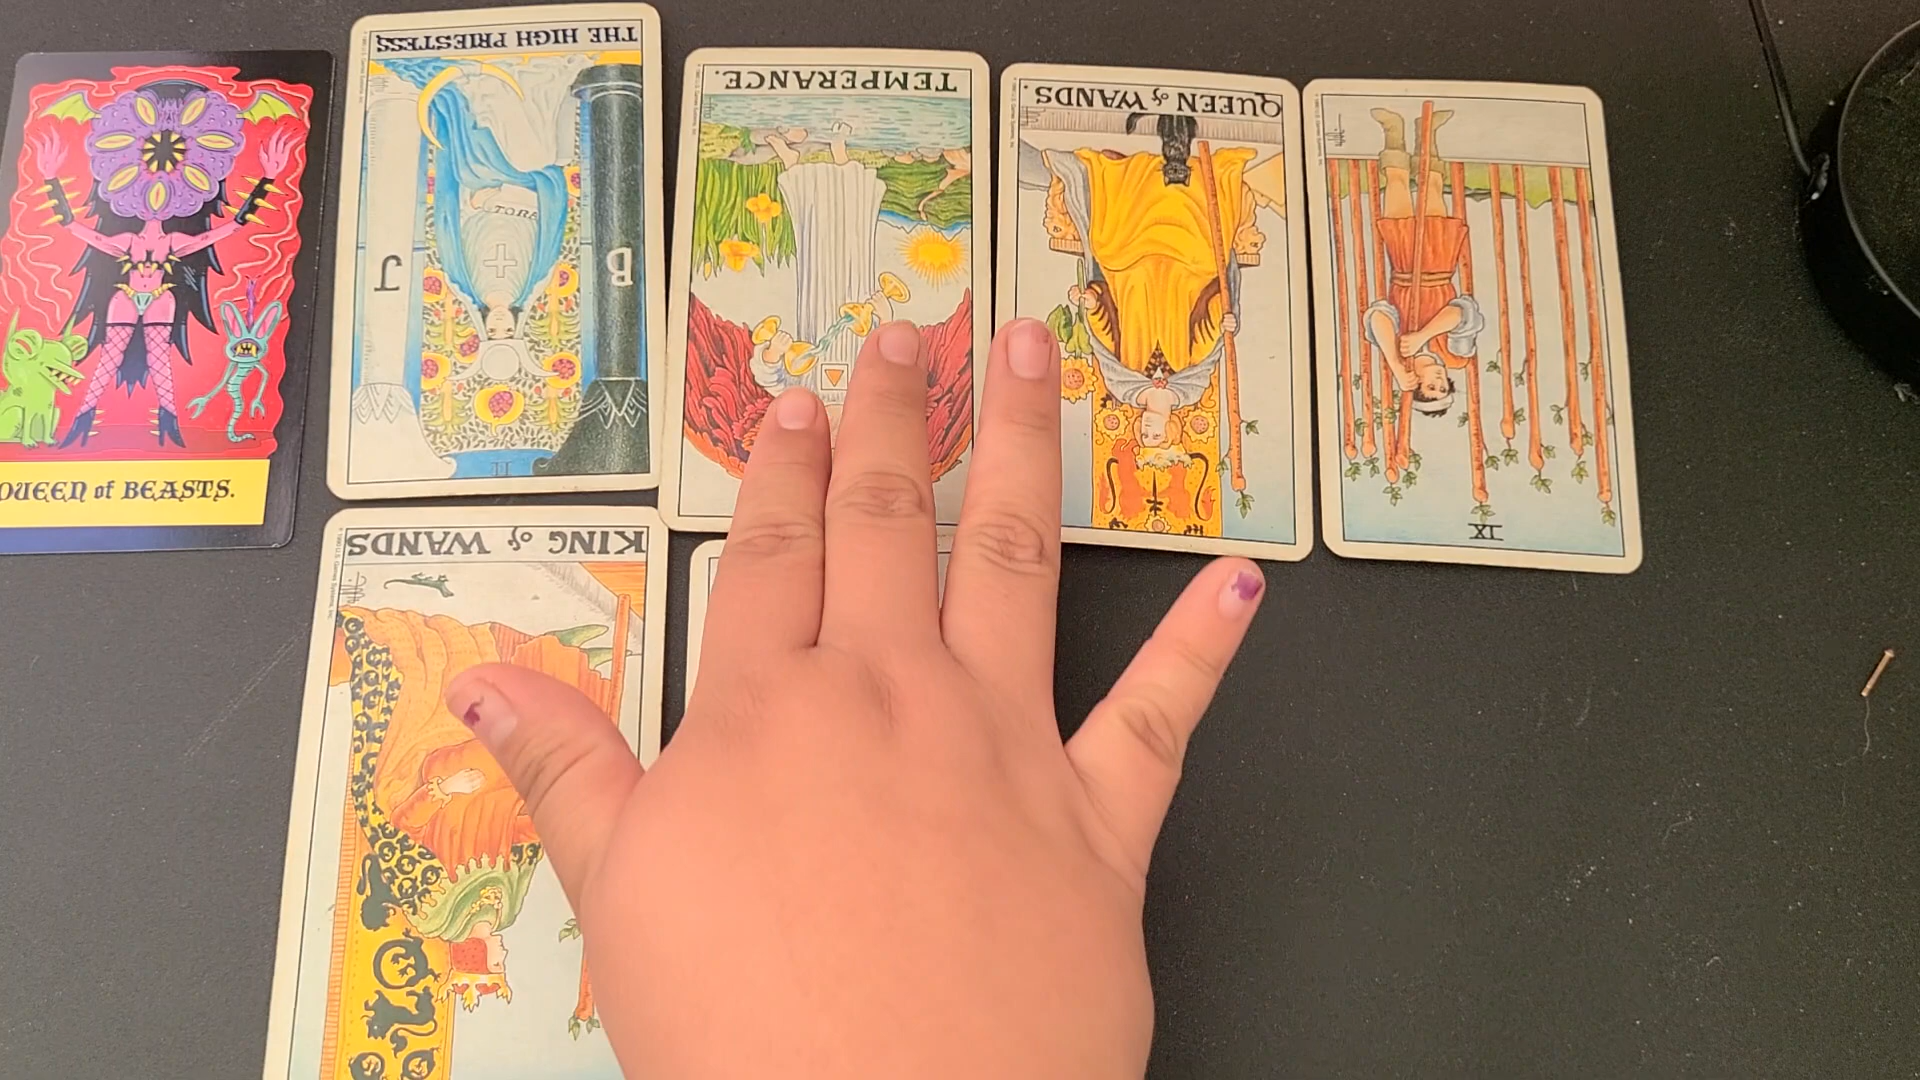 THE HIGH PRIESTESS
TORA
J
B
II
TEMPERANCE.
QUEEN of WANDS.
IX
QUEEN of BEASTS.
KING of WANDS